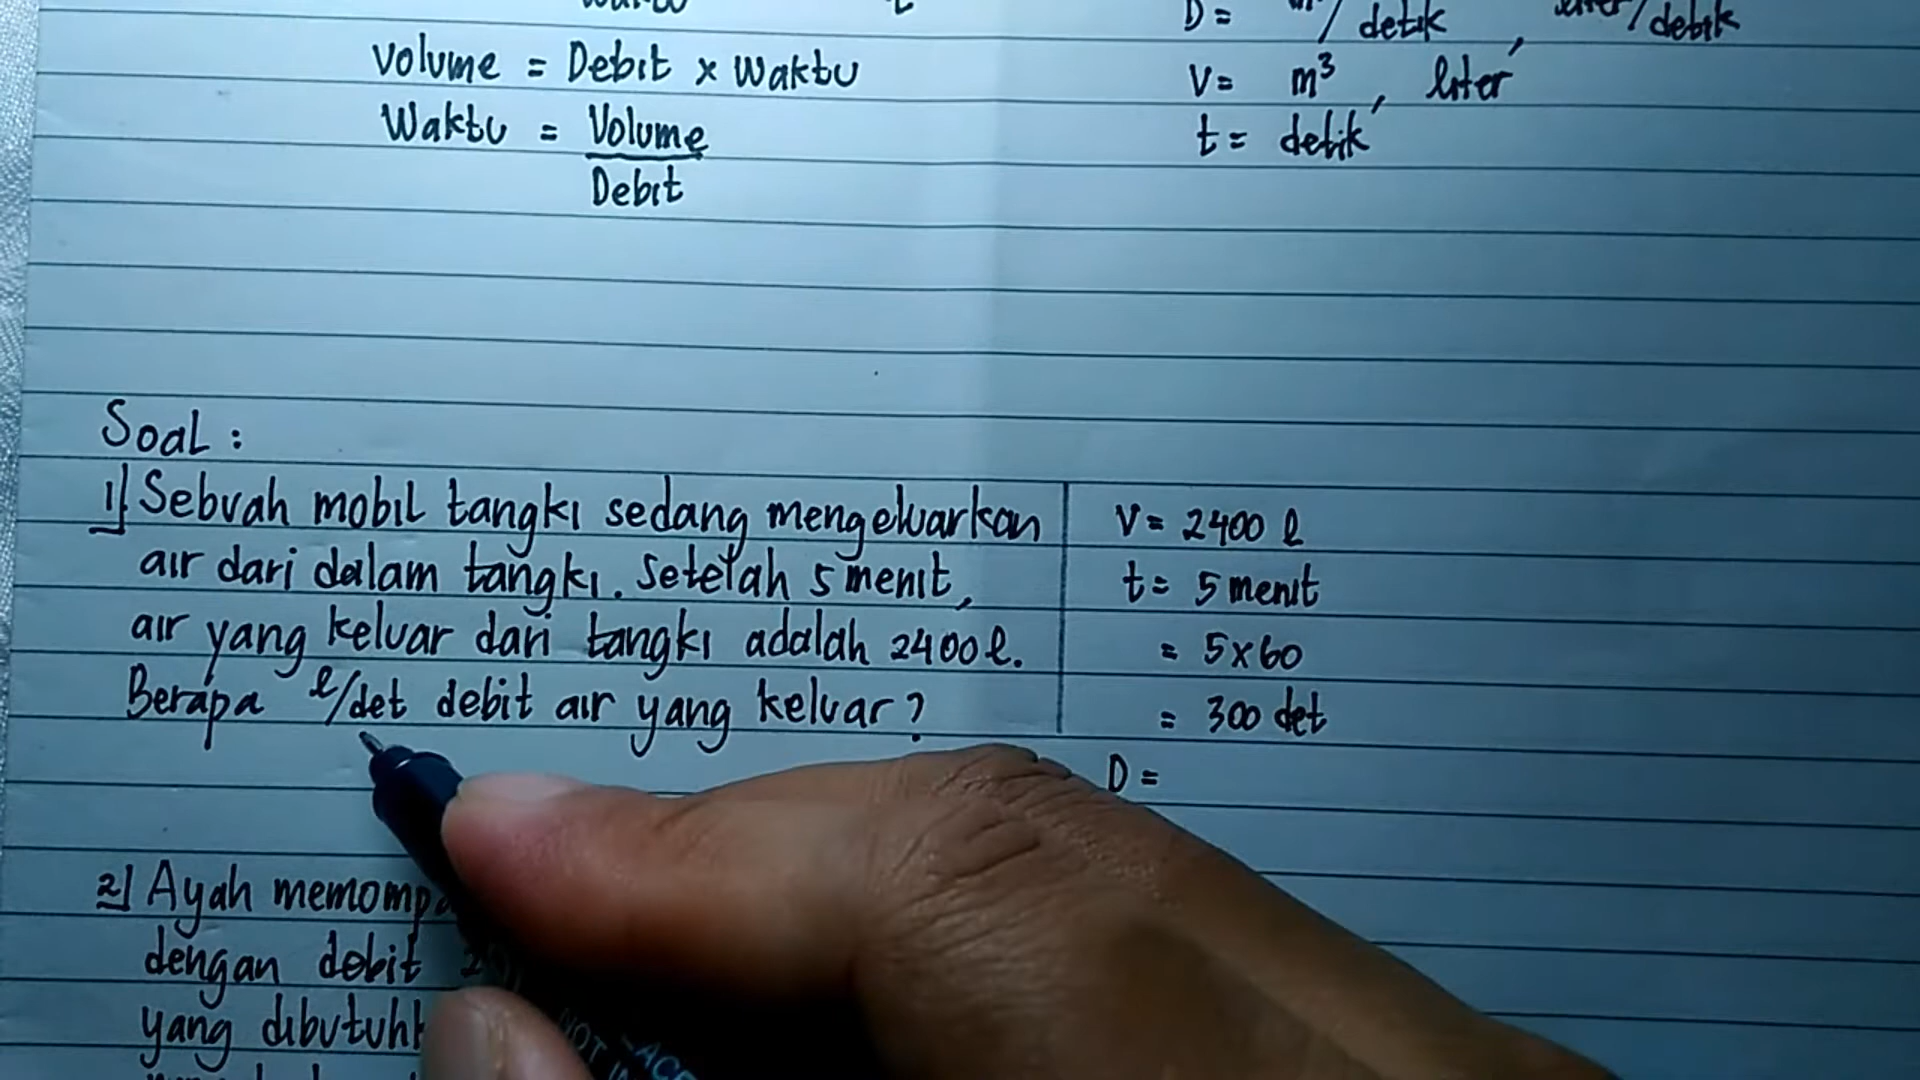 D = /detik, /detik
Volume = Debit x Waktu
V = m³, liter
Waktu = Volume
Debit
t = detik
Soal :
1] Sebuah mobil tangki sedang mengeluarkan
air dari dalam tangki. Setelah 5 menit,
air yang keluar dari tangki adalah 2400 l.
Berapa l/det debit air yang keluar?
V = 2400 l
t = 5 menit
= 5x60
= 300 det
D =
2] Ayah
dengan debit
yang